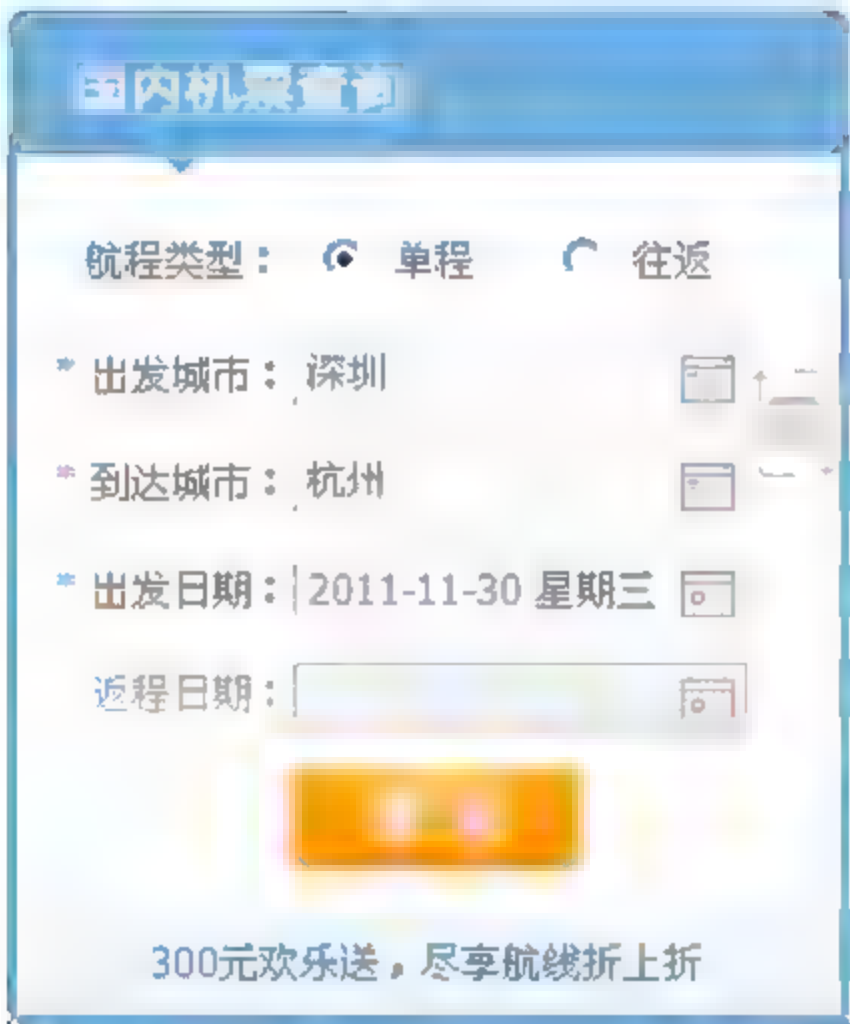 国内机票查询
航程类型： 单程 往返
* 出发城市：深圳
* 到达城市：杭州
* 出发日期：2011-11-30 星期三
返程日期：
300元欢乐送，尽享航线折上折